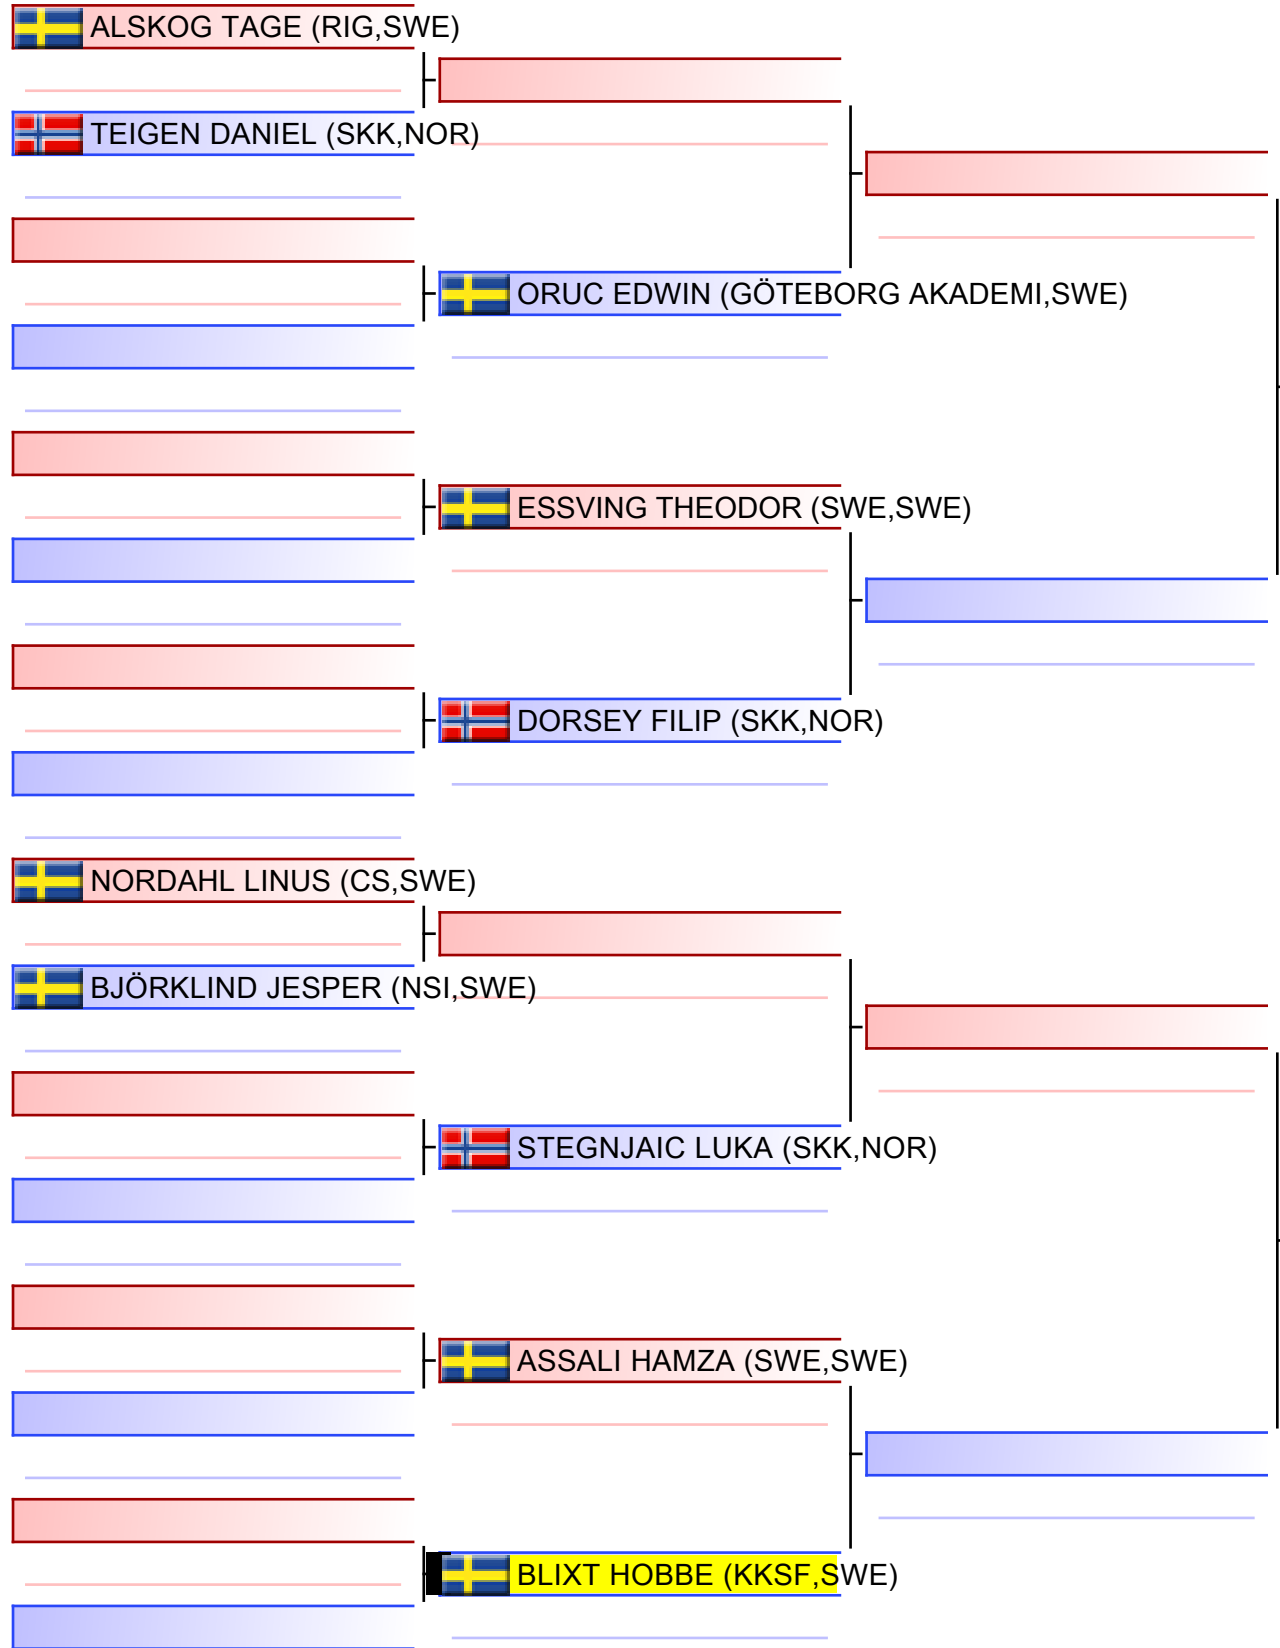 ALSKOG TAGE (RIG,SWE)
TEIGEN DANIEL (SKK,NOR)
ORUC EDWIN (GÖTEBORG AKADEMI,SWE)
ESSVING THEODOR (SWE,SWE)
DORSEY FILIP (SKK,NOR)
NORDAHL LINUS (CS,SWE)
BJÖRKLIND JESPER (NSI,SWE)
STEGNJAIC LUKA (SKK,NOR)
ASSALI HAMZA (SWE,SWE)
BLIXT HOBBE (KKSF,SWE)